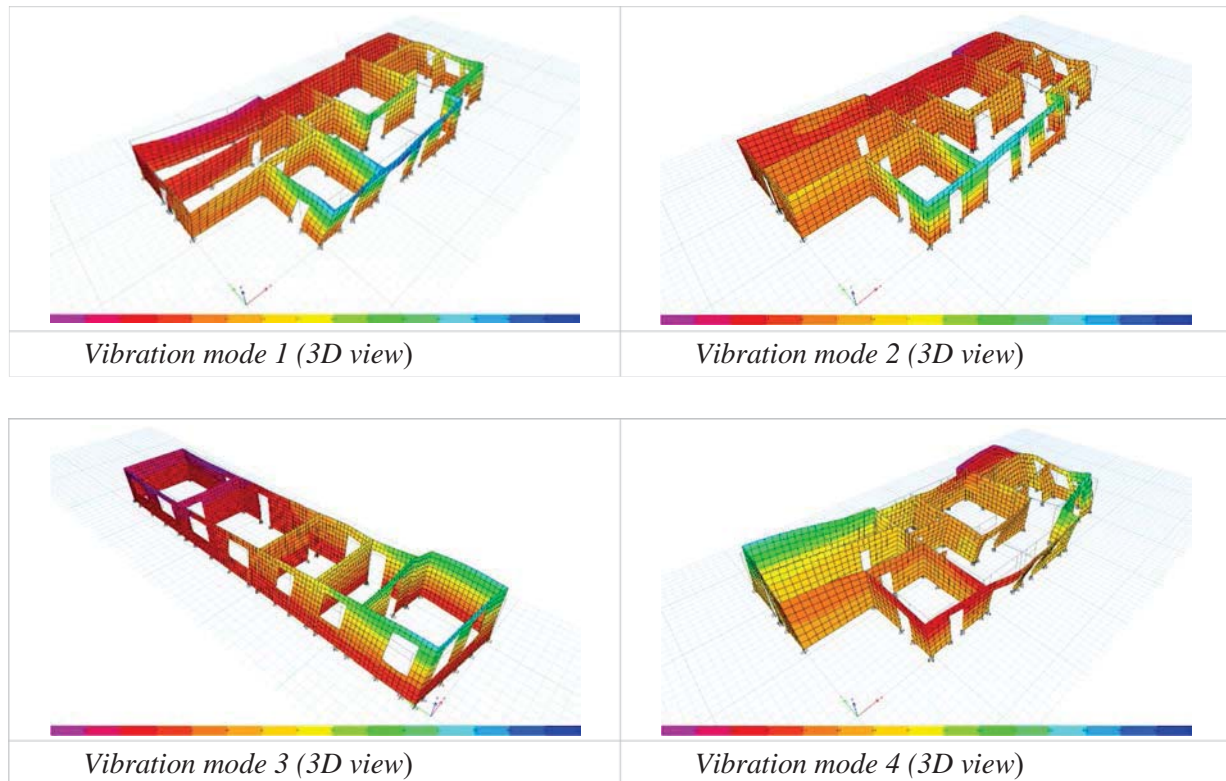 Vibration mode 1 (3D view)
Vibration mode 2 (3D view)
Vibration mode 3 (3D view)
Vibration mode 4 (3D view)